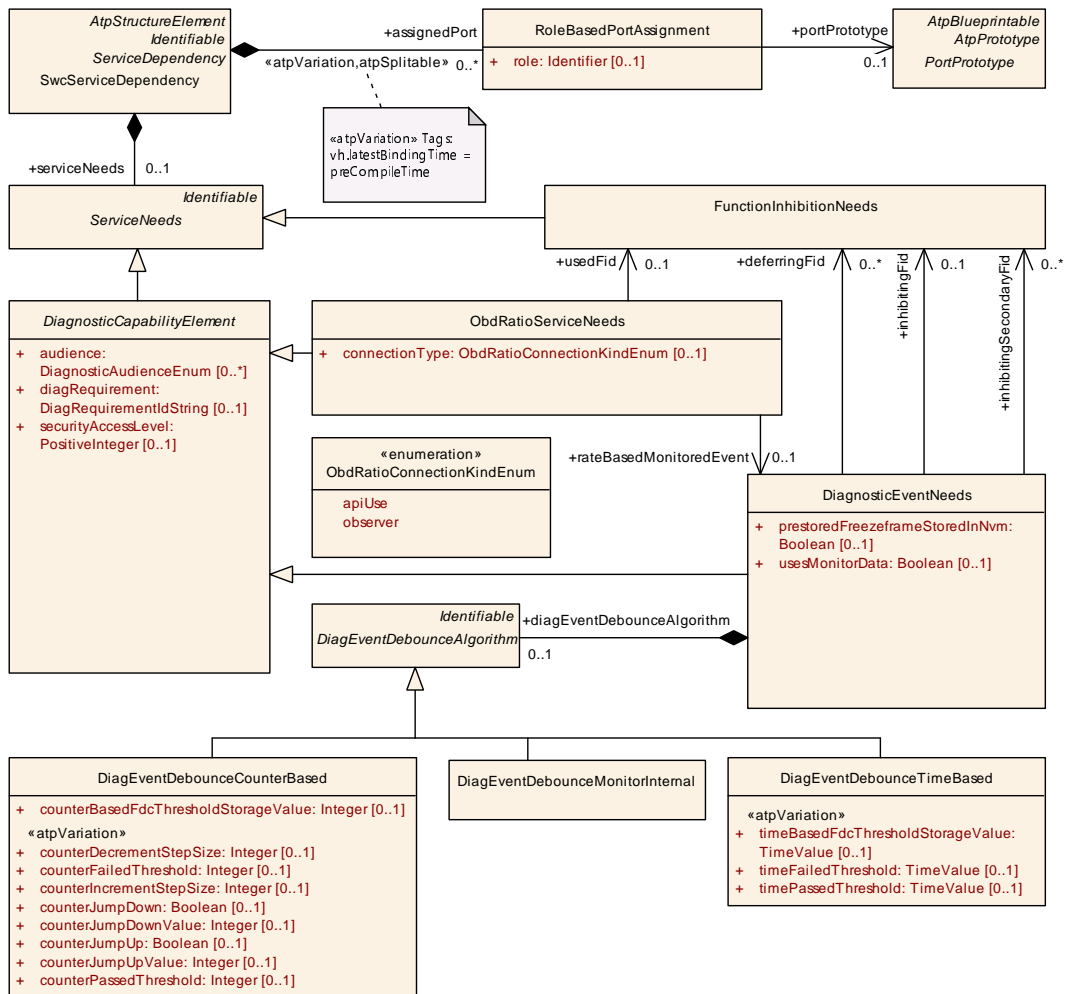 AtpStructureElement
Identifiable
ServiceDependency
SwcServiceDependency
+assignedPort
«atpVariation,atpSplitable»
0..*
RoleBasedPortAssignment
+ role: Identifier [0..1]
+portPrototype
0..1
AtpBlueprintable
AtpPrototype
PortPrototype
«atpVariation» Tags:
vh.latestBindingTime =
preCompileTime
+serviceNeeds
0..1
Identifiable
ServiceNeeds
FunctionInhibitionNeeds
+usedFid
0..1
+deferringFid
0..*
+inhibitingFid
0..1
+inhibitingSecondaryFid
0..*
DiagnosticCapabilityElement
+ audience:
DiagnosticAudienceEnum [0..*]
+ diagRequirement:
DiagRequirementIdString [0..1]
+ securityAccessLevel:
PositiveInteger [0..1]
ObdRatioServiceNeeds
+ connectionType: ObdRatioConnectionKindEnum [0..1]
«enumeration»
ObdRatioConnectionKindEnum
apiUse
observer
+rateBasedMonitoredEvent
0..1
DiagnosticEventNeeds
+ prestoredFreezeframeStoredInNvm:
Boolean [0..1]
+ usesMonitorData: Boolean [0..1]
Identifiable
DiagEventDebounceAlgorithm
+diagEventDebounceAlgorithm
0..1
DiagEventDebounceCounterBased
+ counterBasedFdcThresholdStorageValue: Integer [0..1]
«atpVariation»
+ counterDecrementStepSize: Integer [0..1]
+ counterFailedThreshold: Integer [0..1]
+ counterIncrementStepSize: Integer [0..1]
+ counterJumpDown: Boolean [0..1]
+ counterJumpDownValue: Integer [0..1]
+ counterJumpUp: Boolean [0..1]
+ counterJumpUpValue: Integer [0..1]
+ counterPassedThreshold: Integer [0..1]
DiagEventDebounceMonitorInternal
DiagEventDebounceTimeBased
«atpVariation»
+ timeBasedFdcThresholdStorageValue:
TimeValue [0..1]
+ timeFailedThreshold: TimeValue [0..1]
+ timePassedThreshold: TimeValue [0..1]